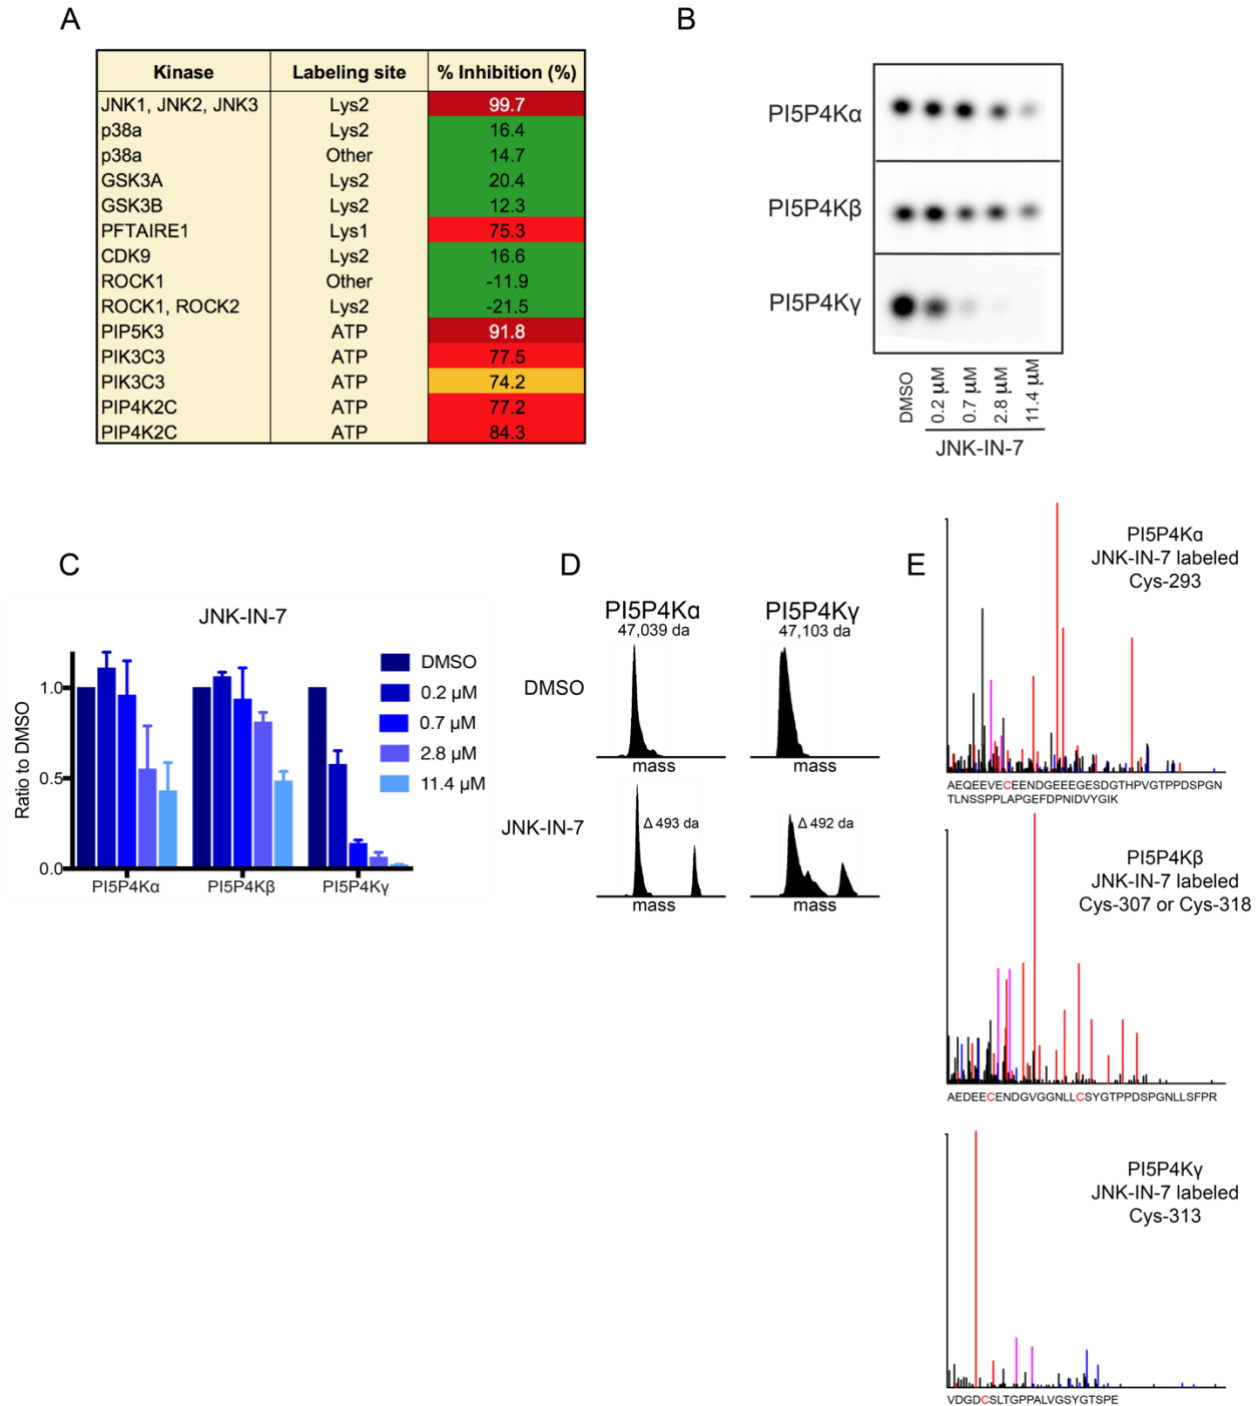 A
Kinase Labeling site % Inhibition (%)
JNK1, JNK2, JNK3 Lys2 99.7
p38a Lys2 16.4
p38a Other 14.7
GSK3A Lys2 20.4
GSK3B Lys2 12.3
PFTAIRE1 Lys1 75.3
CDK9 Lys2 16.6
ROCK1 Other -11.9
ROCK1, ROCK2 Lys2 -21.5
PIP5K3 ATP 91.8
PIK3C3 ATP 77.5
PIK3C3 ATP 74.2
PIP4K2C ATP 77.2
PIP4K2C ATP 84.3
B
PI5P4Kα
PI5P4Kβ
PI5P4Kγ
DMSO
0.2 µM
0.7 µM
2.8 µM
11.4 µM
JNK-IN-7
C
JNK-IN-7
Ratio to DMSO
1.0
0.5
0.0
PI5P4Kα PI5P4Kβ PI5P4Kγ
DMSO
0.2 µM
0.7 µM
2.8 µM
11.4 µM
D
PI5P4Kα PI5P4Kγ
47,039 da 47,103 da
DMSO
mass mass
JNK-IN-7
Δ 493 da Δ 492 da
mass mass
E
PI5P4Kα
JNK-IN-7 labeled
Cys-293
AEQEEVECEENDGEEEGESDGTHPVGTPPDSPGN
TLNSSPPLAPGEFDPNIDVYGIK
PI5P4Kβ
JNK-IN-7 labeled
Cys-307 or Cys-318
AEDEECENDGVGGNLLCSYGTPPDSPGNLLSFPR
PI5P4Kγ
JNK-IN-7 labeled
Cys-313
VDGDCSLTGPPALVGSYGTSPE